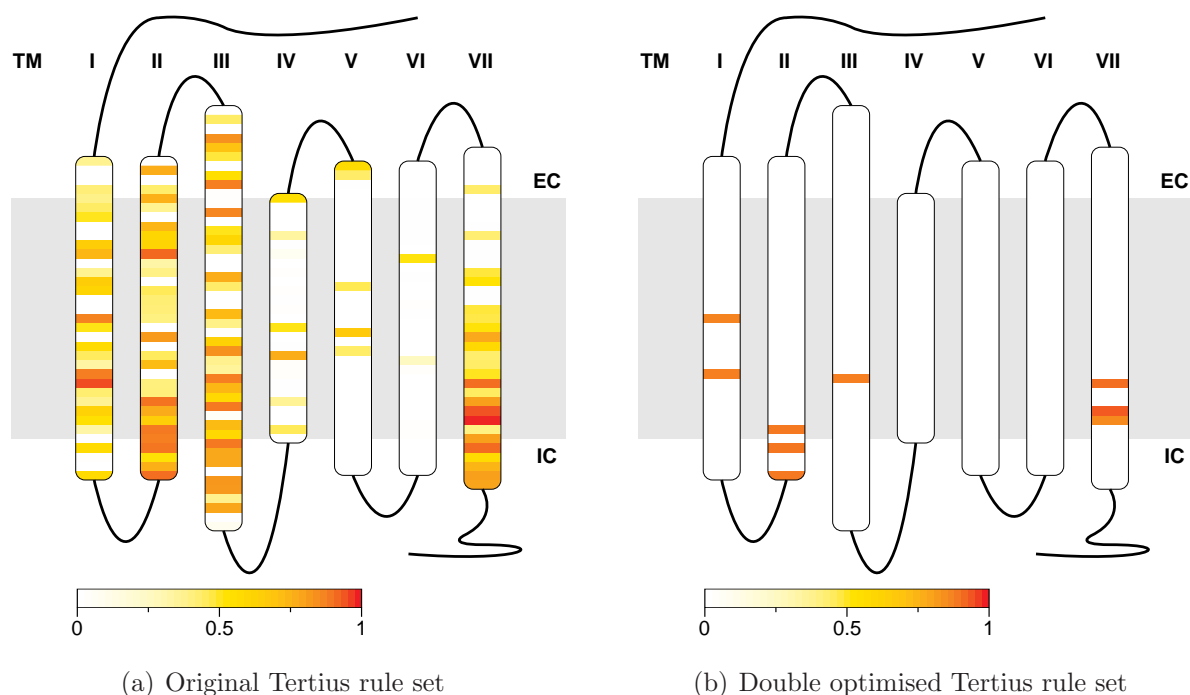 TM I II III IV V VI VII
EC
IC
0 0.5 1
(a) Original Tertius rule set
TM I II III IV V VI VII
EC
IC
0 0.5 1
(b) Double optimised Tertius rule set